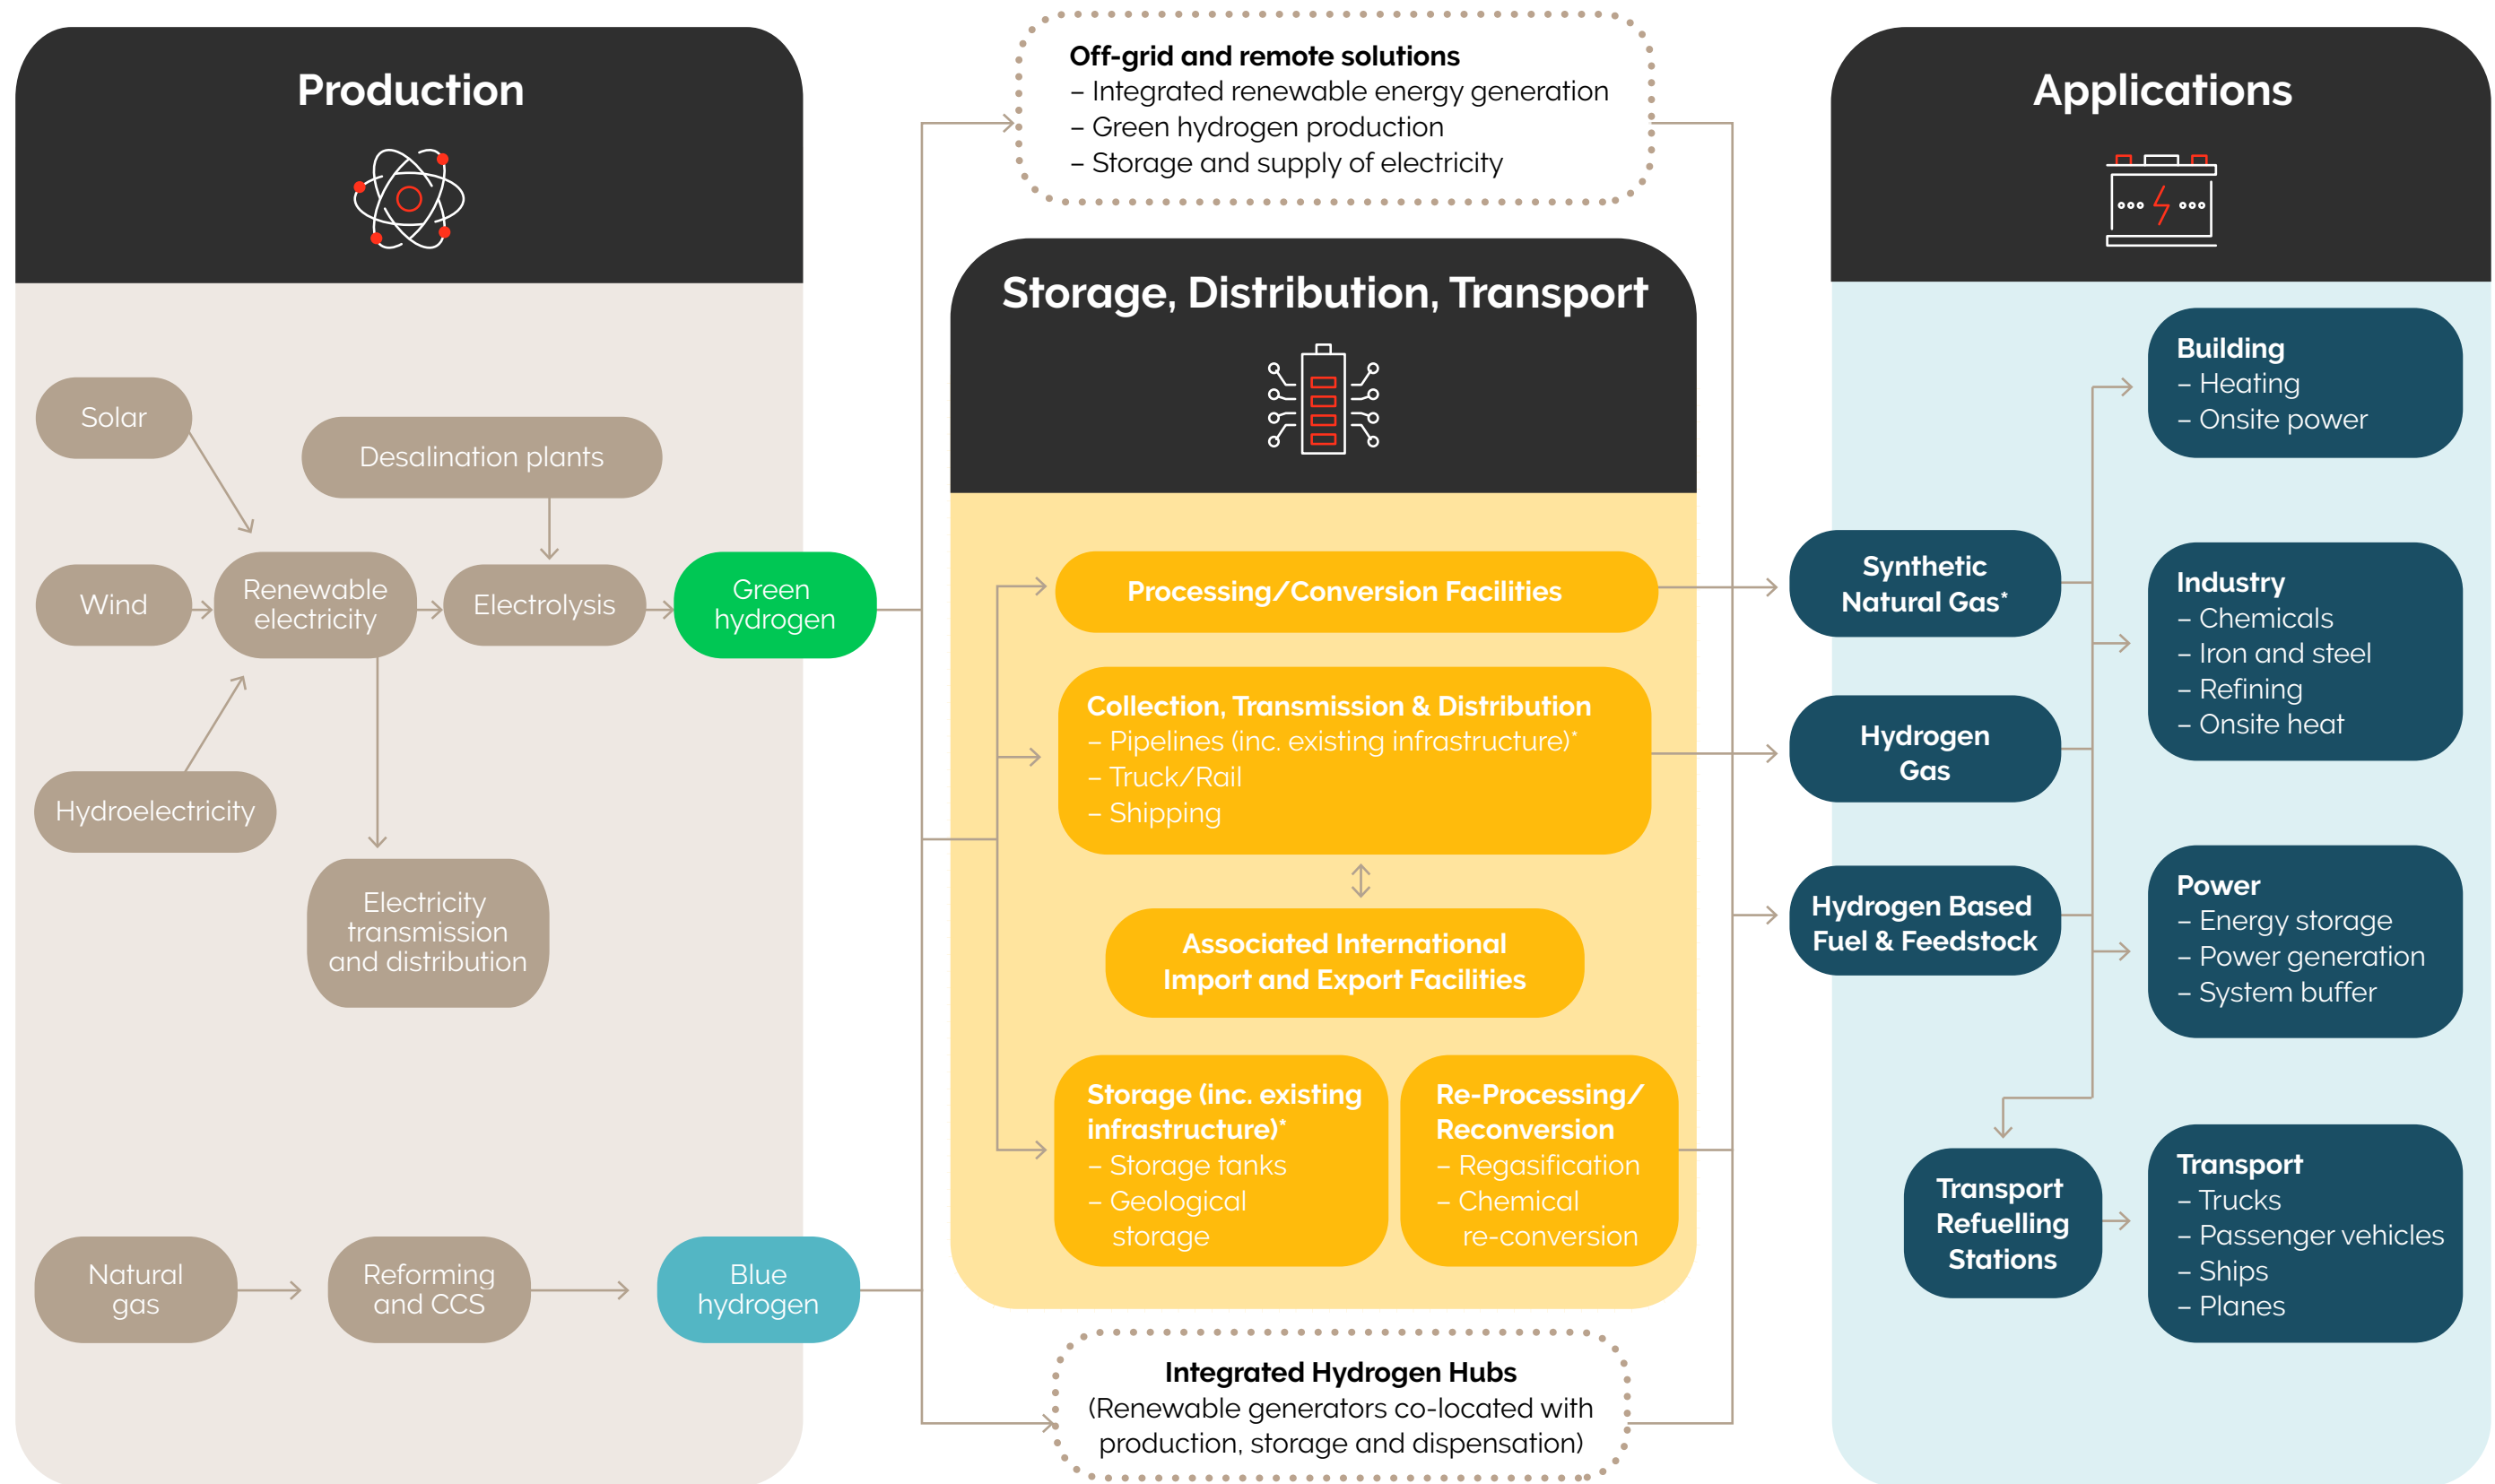 Production
Solar
Desalination plants
Wind
Renewable
electricity
Electrolysis
Green
hydrogen
Hydroelectricity
Electricity
transmission
and distribution
Natural
gas
Reforming
and CCS
Blue
hydrogen
Off-grid and remote solutions
– Integrated renewable energy generation
– Green hydrogen production
– Storage and supply of electricity
Storage, Distribution, Transport
Processing/Conversion Facilities
Collection, Transmission & Distribution
– Pipelines (inc. existing infrastructure)*
– Truck/Rail
– Shipping
Associated International
Import and Export Facilities
Storage (inc. existing
infrastructure)*
– Storage tanks
– Geological
storage
Re-Processing/
Reconversion
– Regasification
– Chemical
re-conversion
Integrated Hydrogen Hubs
(Renewable generators co-located with
production, storage and dispensation)
Applications
Synthetic
Natural Gas*
Hydrogen
Gas
Hydrogen Based
Fuel & Feedstock
Building
– Heating
– Onsite power
Industry
– Chemicals
– Iron and steel
– Refining
– Onsite heat
Power
– Energy storage
– Power generation
– System buffer
Transport
Refuelling
Stations
Transport
– Trucks
– Passenger vehicles
– Ships
– Planes